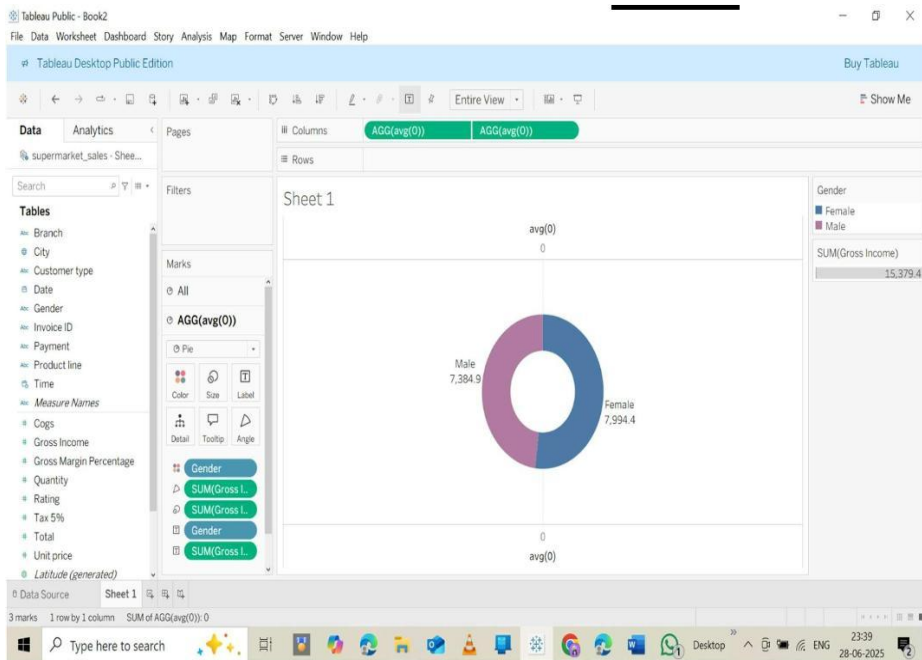 Tableau Public - Book2
File Data Worksheet Dashboard Story Analysis Map Format Server Window Help
Tableau Desktop Public Edition
Buy Tableau
Entire View
Show Me
Data
Analytics
Pages
Columns
AGG(avg(0))
AGG(avg(0))
supermarket_sales - Shee...
Rows
Search
Filters
Sheet 1
Gender
Female
Male
SUM(Gross Income)
15,379.4
Tables
Abc Branch
City
Abc Customer type
Date
Abc Gender
Abc Invoice ID
Abc Payment
Abc Product line
Time
Abc Measure Names
# Cogs
# Gross Income
# Gross Margin Percentage
# Quantity
# Rating
# Tax 5%
# Total
# Unit price
Latitude (generated)
Marks
All
AGG(avg(0))
Pie
Color
Size
Label
Detail
Tooltip
Angle
Gender
SUM(Gross I..
SUM(Gross I..
Gender
SUM(Gross I..
avg(0)
0
Male
7,384.9
Female
7,994.4
0
avg(0)
Data Source
Sheet 1
3 marks 1 row by 1 column SUM of AGG(avg(0)): 0
Type here to search
Desktop
ENG
23:39
28-06-2025